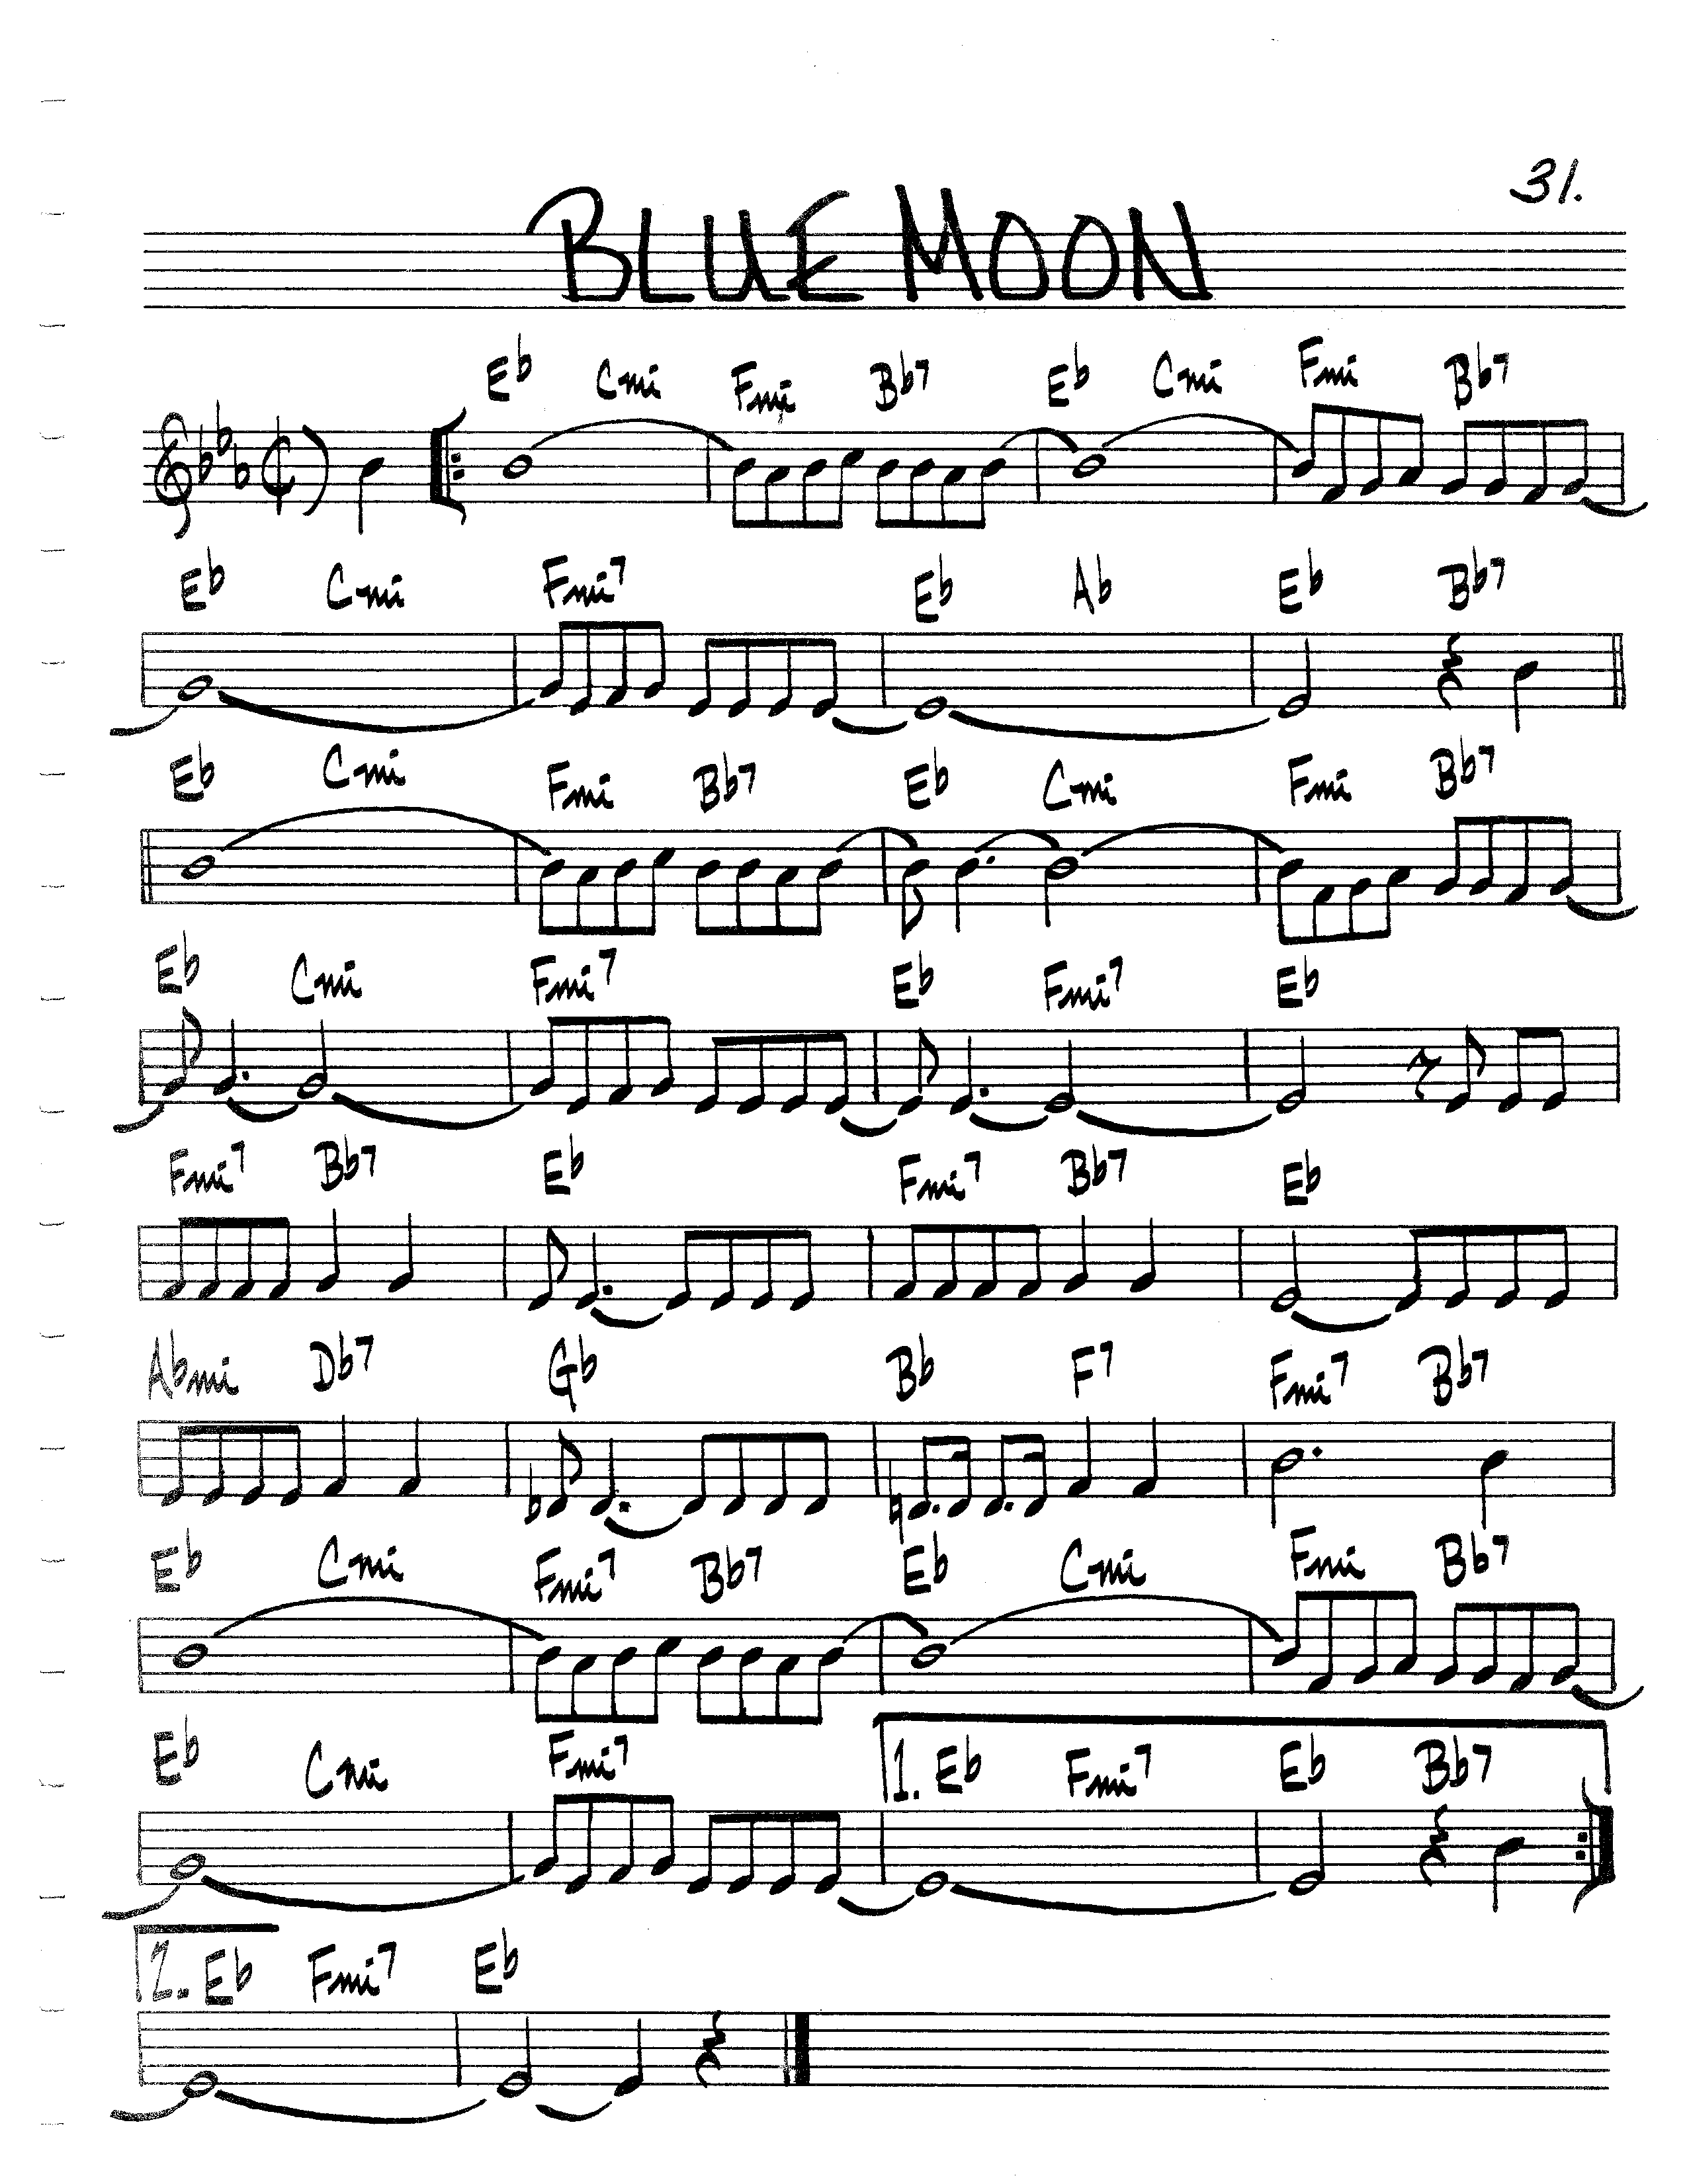 31.
BLUE MOON
Eb Cmi Fmi Bb7 Eb Cmi Fmi Bb7
Eb Cmi Fmi7 Eb Ab Eb Bb7
Eb Cmi Fmi Bb7 Eb Cmi Fmi Bb7
Eb Cmi Fmi7 Eb Fmi7 Eb
Fmi7 Bb7 Eb Fmi7 Bb7 Eb
Abmi Db7 Gb Bb F7 Fmi7 Bb7
Eb Cmi Fmi7 Bb7 Eb Cmi Fmi Bb7
Eb Cmi Fmi7 1. Eb Fmi7 Eb Bb7
2. Eb Fmi7 Eb